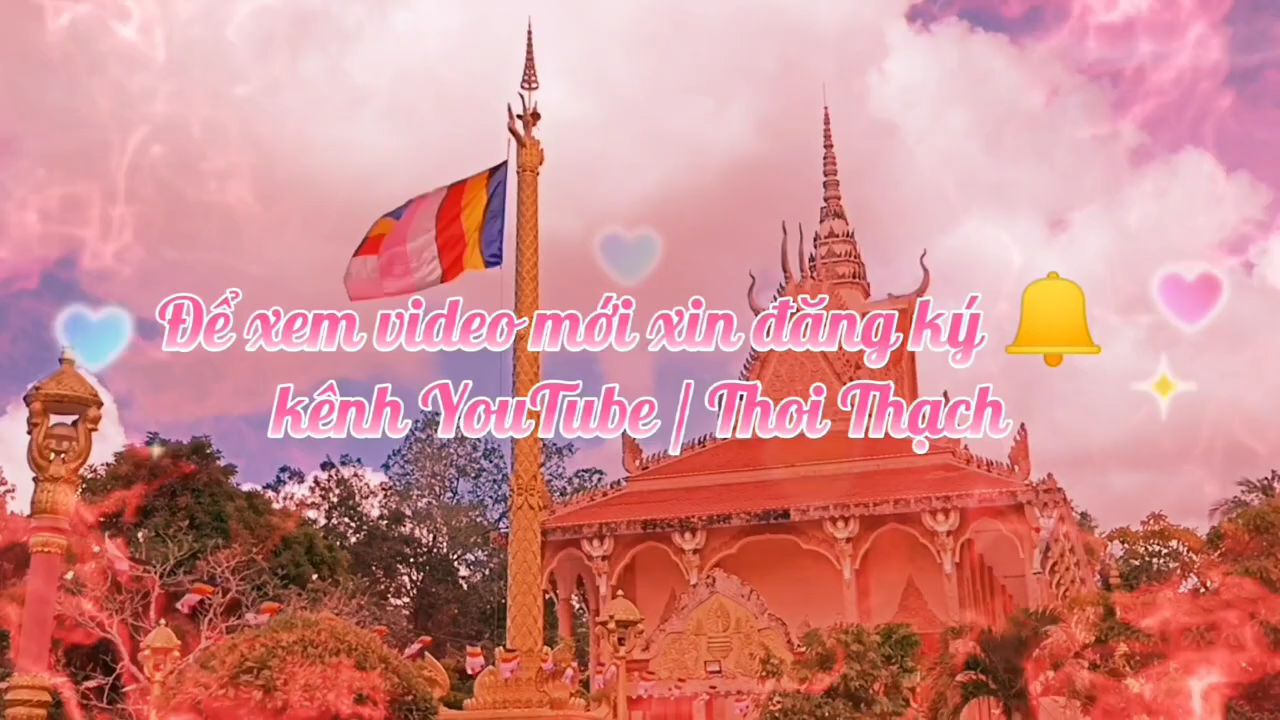 Để xem video mới xin đăng ký 🔔
kênh YouTube / Thoi Thạch